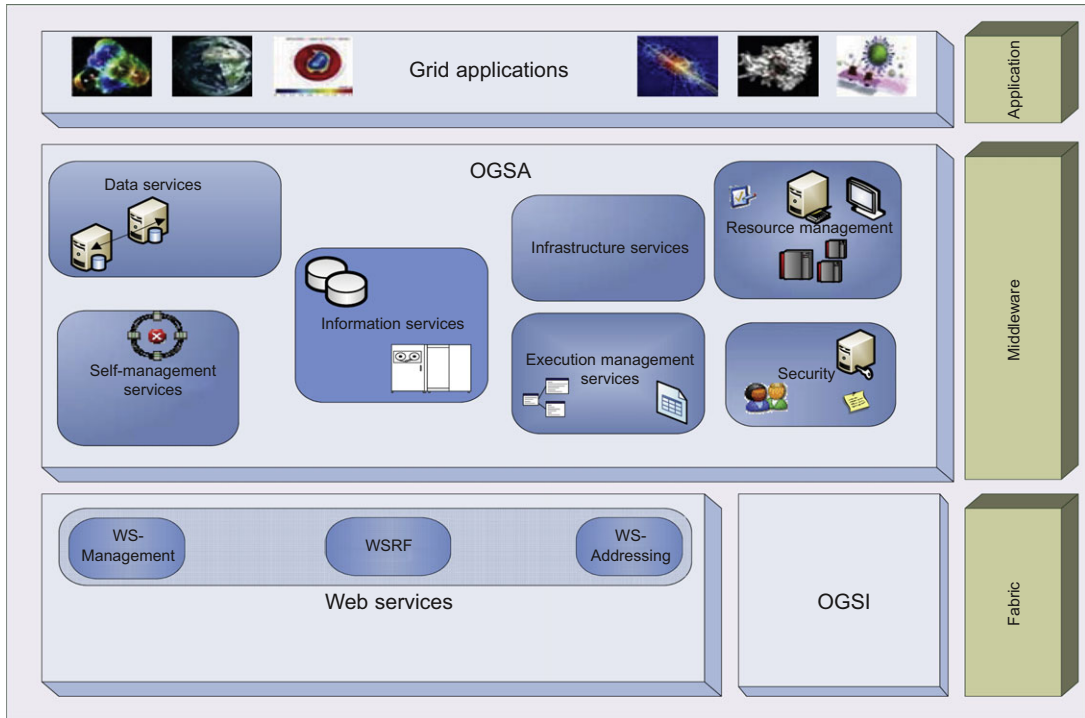 Grid applications
Application
OGSA
Data services
Infrastructure services
Resource management
Information services
Self-management
services
Execution management
services
Security
Middleware
WS-
Management
WSRF
WS-
Addressing
Web services
OGSI
Fabric